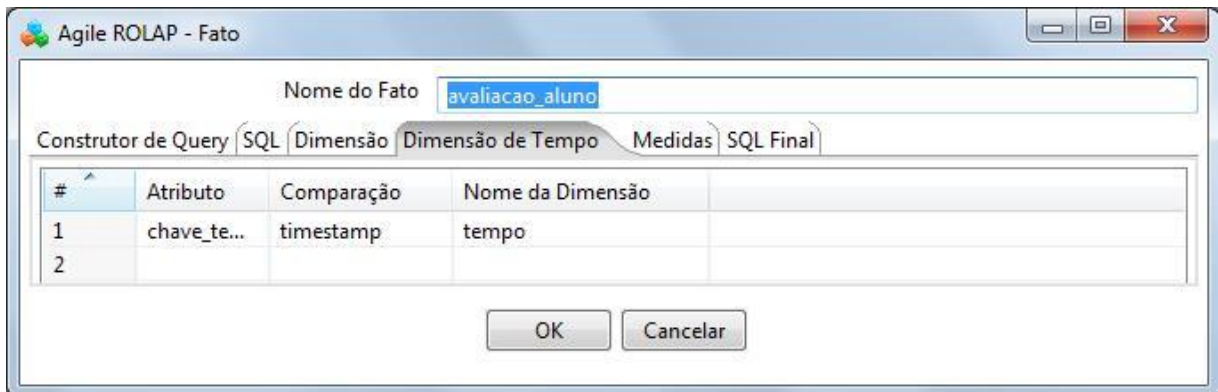 Agile ROLAP - Fato
Nome do Fato avaliacao_aluno
Construtor de Query SQL Dimensão Dimensão de Tempo Medidas SQL Final
# Atributo Comparação Nome da Dimensão
1 chave_te... timestamp tempo
2
OK Cancelar